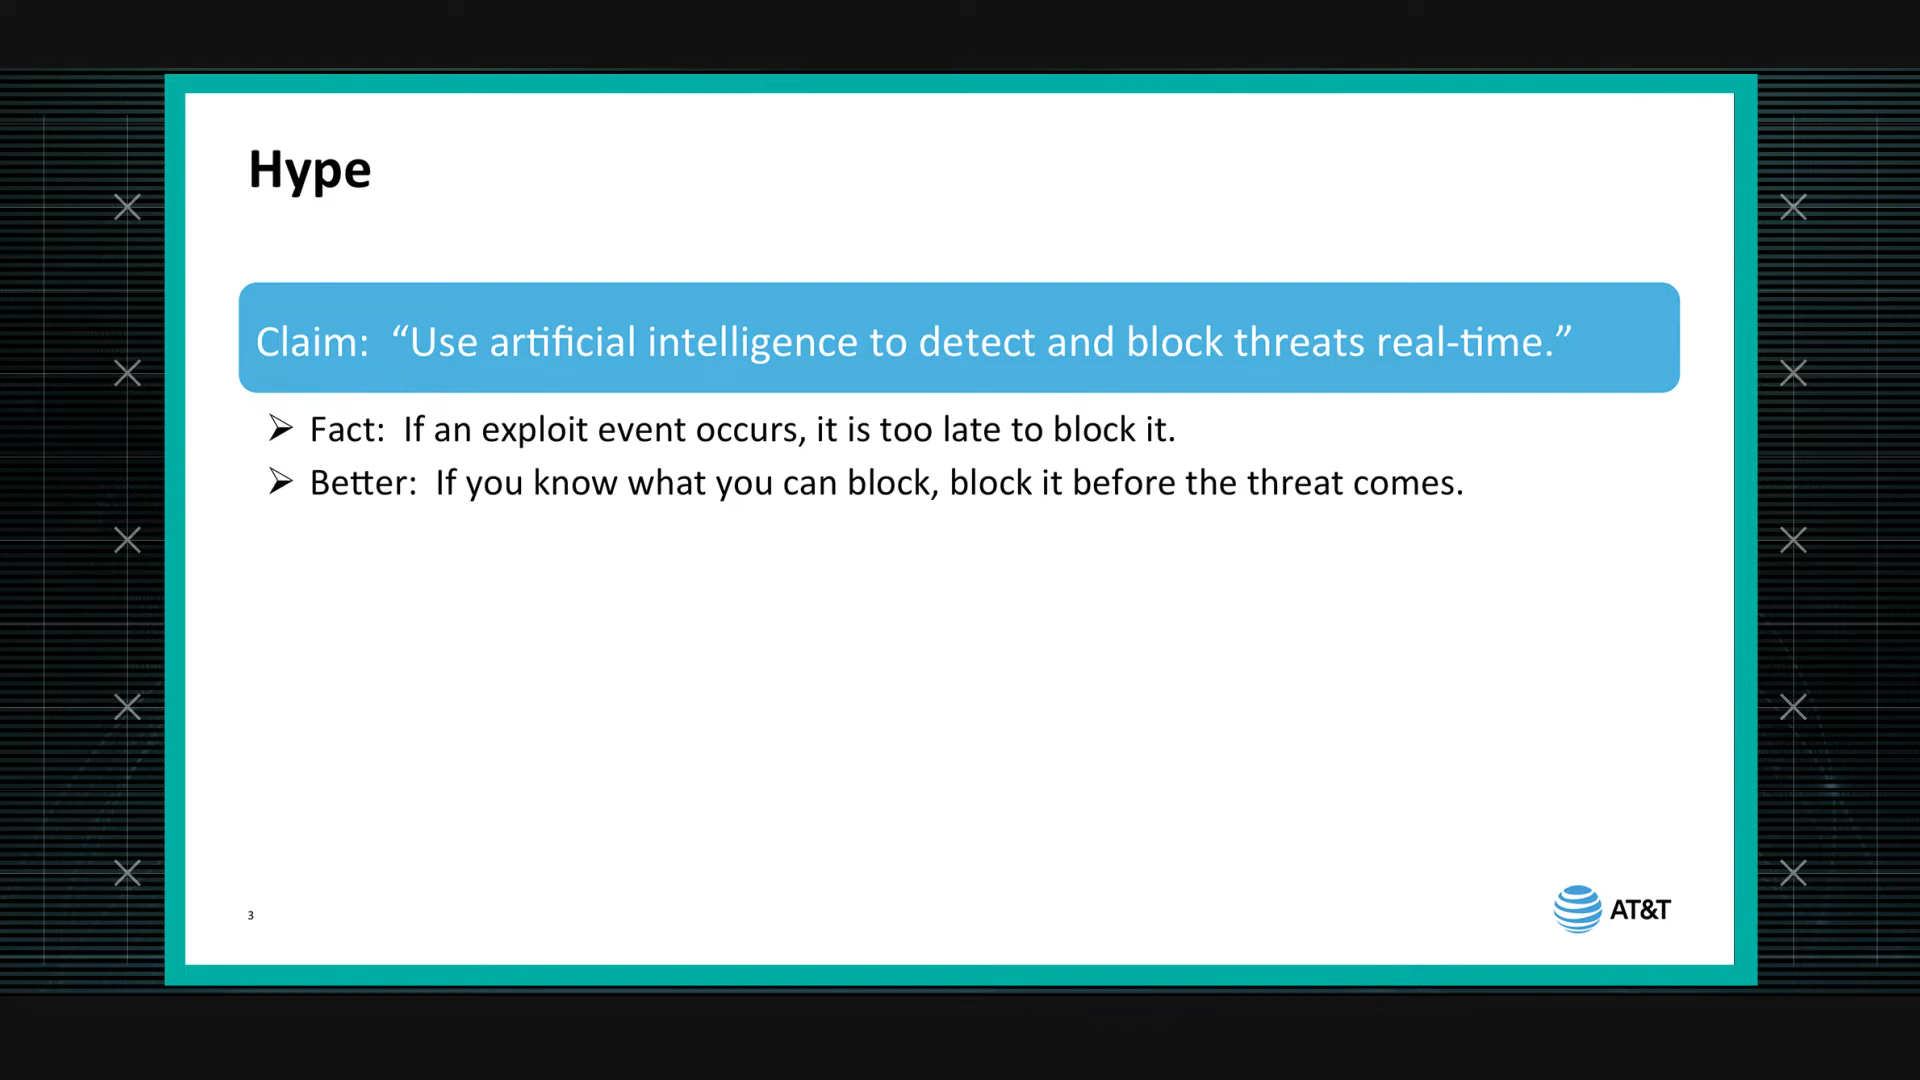 Hype
Claim:  “Use artificial intelligence to detect and block threats real-time.”
Fact:  If an exploit event occurs, it is too late to block it.
Better:  If you know what you can block, block it before the threat comes.
3
AT&T